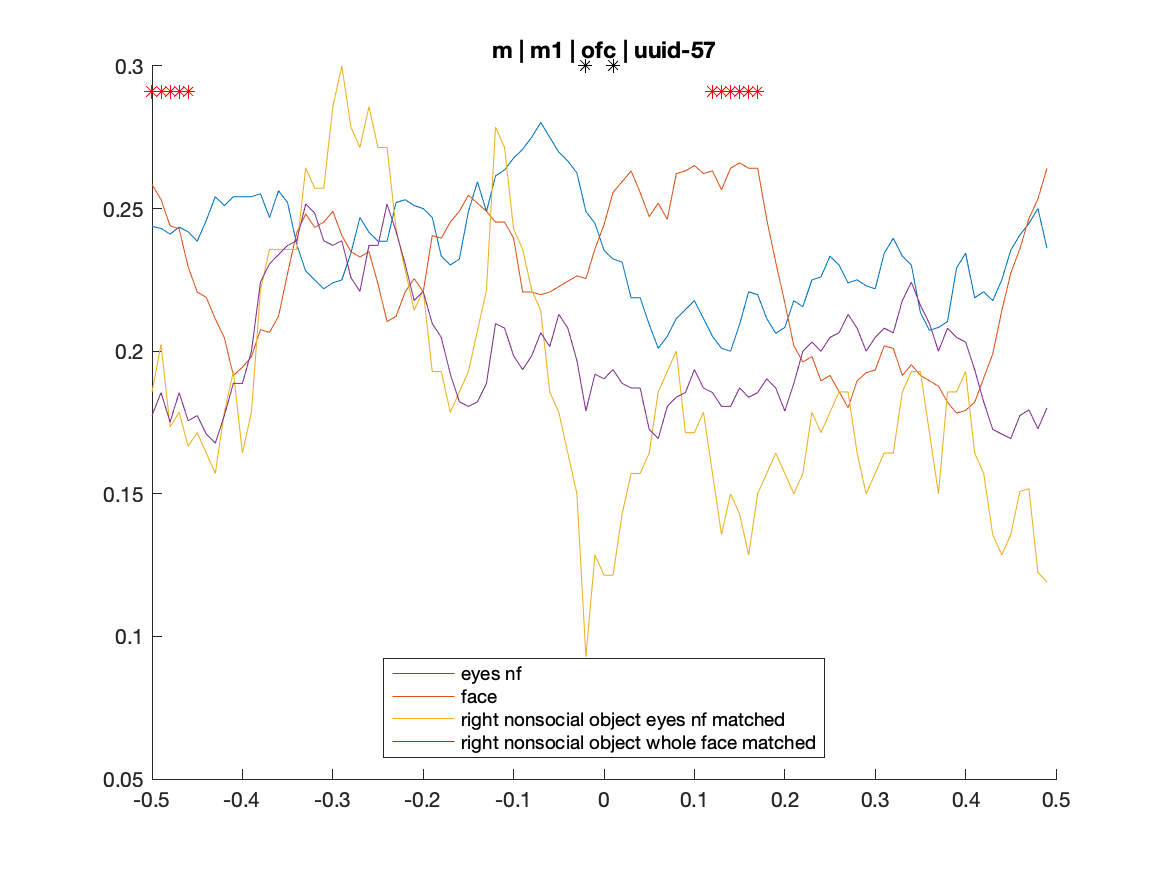 m | m1 | ofc | uuid-57
0.3
0.25
0.2
0.15
0.1
0.05
eyes nf
face
right nonsocial object eyes nf matched
right nonsocial object whole face matched
-0.5 -0.4 -0.3 -0.2 -0.1 0 0.1 0.2 0.3 0.4 0.5